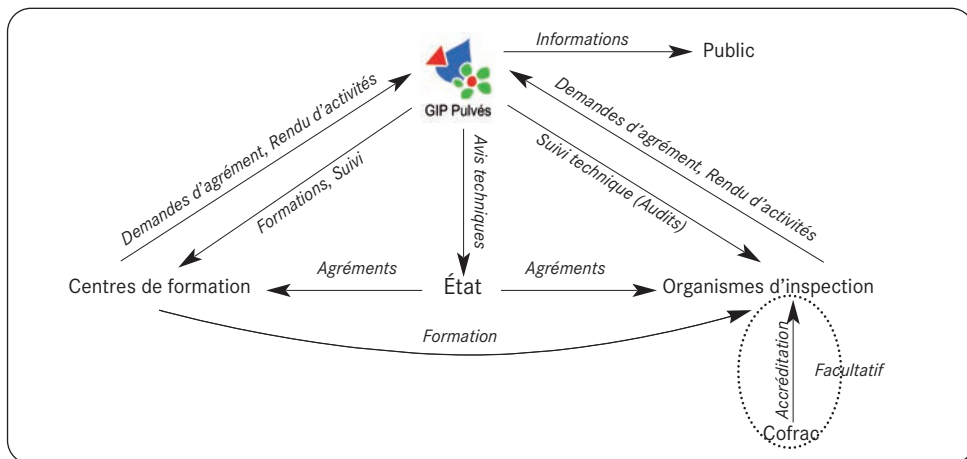 Informations
Public
GIP Pulvés
Demandes d'agrément, Rendu d'activités
Formations, Suivi
Avis techniques
Suivi technique (Audits)
Demandes d'agrément, Rendu d'activités
Centres de formation
Agréments
État
Agréments
Organismes d'inspection
Formation
Accréditation
Facultatif
Cofrac